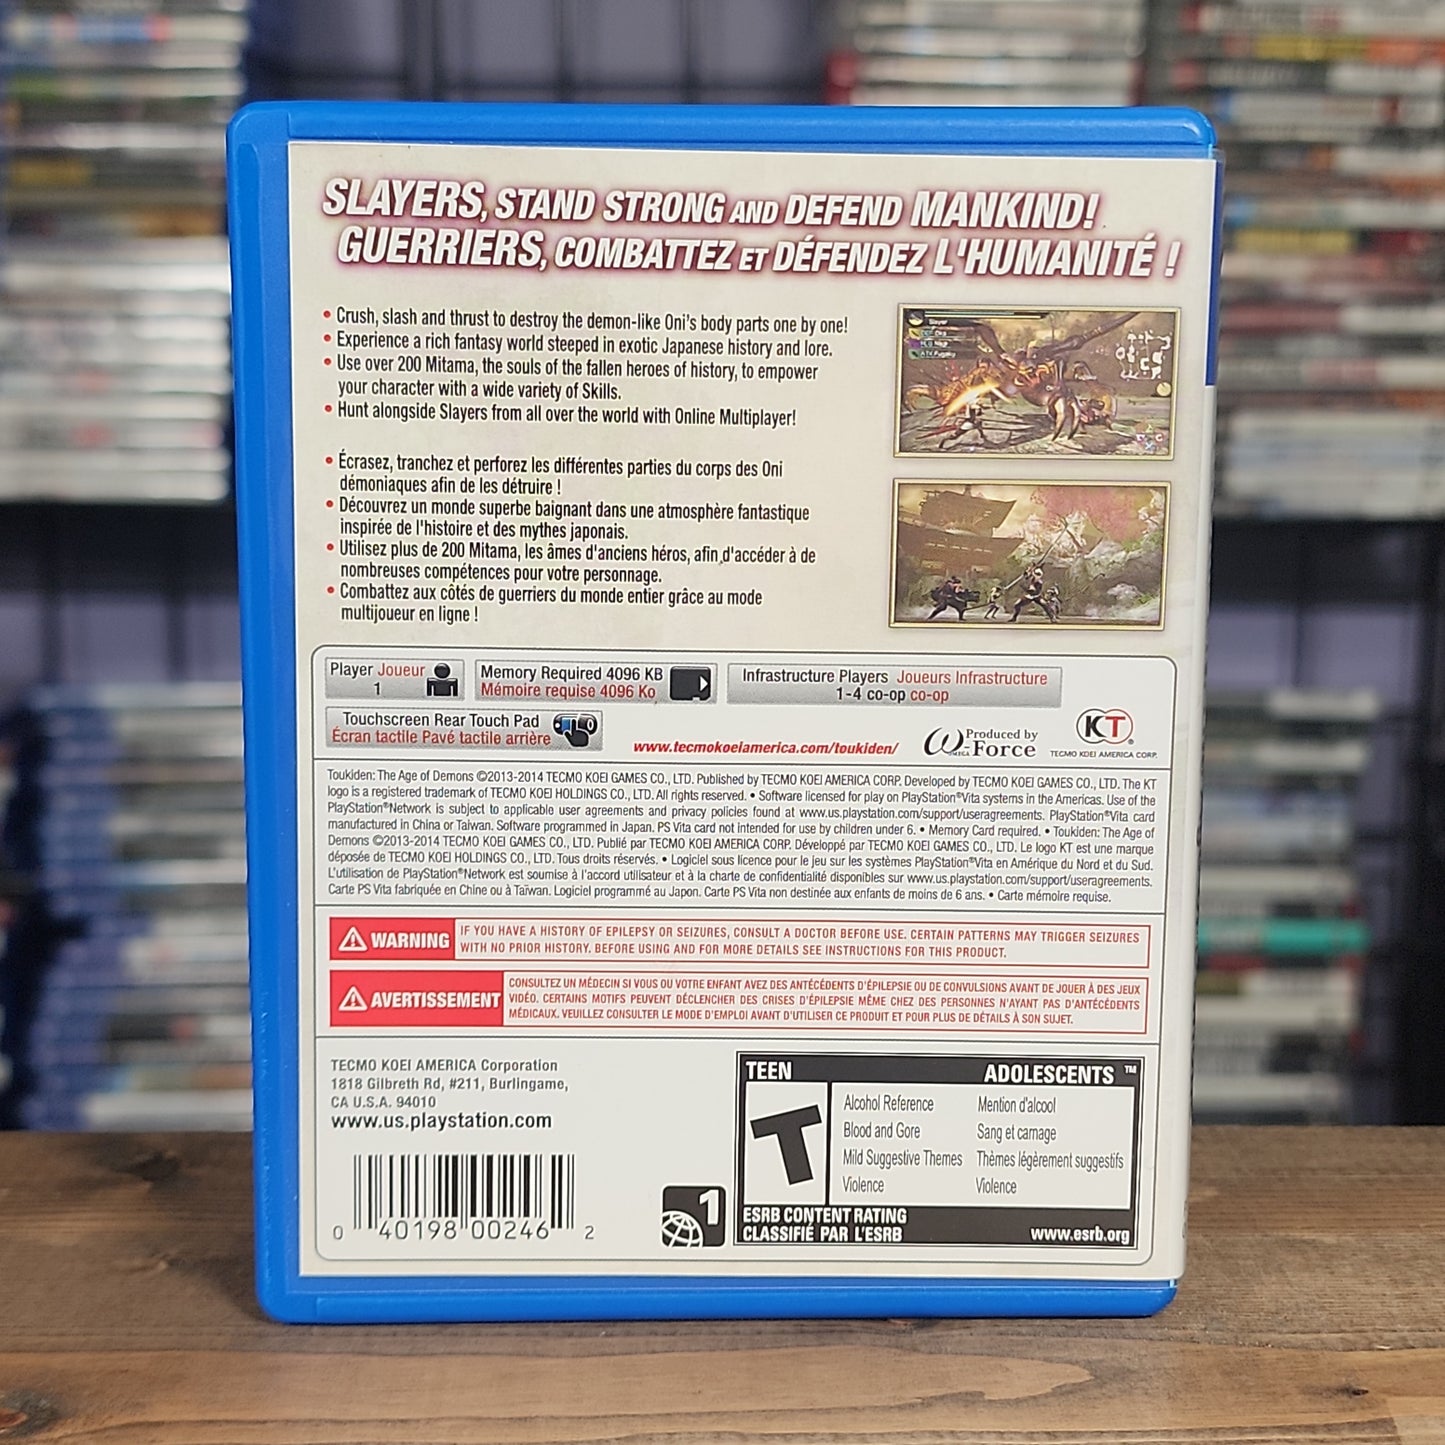 SLAYERS, STAND STRONG AND DEFEND MANKIND!
GUERRIERS, COMBATTEZ ET DÉFENDEZ L'HUMANITÉ !
• Crush, slash and thrust to destroy the demon-like Oni's body parts one by one!
• Experience a rich fantasy world steeped in exotic Japanese history and lore.
• Use over 200 Mitama, the souls of the fallen heroes of history, to empower
your character with a wide variety of Skills.
• Hunt alongside Slayers from all over the world with Online Multiplayer!
• Écrasez, tranchez et perforez les différentes parties du corps des Oni
démoniaques afin de les détruire !
• Découvrez un monde superbe baignant dans une atmosphère fantastique
inspirée de l'histoire et des mythes japonais.
• Utilisez plus de 200 Mitama, les âmes d'anciens héros, afin d'accéder à de
nombreuses compétences pour votre personnage.
• Combattez aux côtés de guerriers du monde entier grâce au mode
multijoueur en ligne !
Player Joueur
1
Memory Required 4096 KB
Mémoire requise 4096 Ko
Infrastructure Players Joueurs Infrastructure
1-4 co-op co-op
Touchscreen Rear Touch Pad
Écran tactile Pavé tactile arrière
www.tecmokoeiamerica.com/toukiden/
Produced by
ω-Force
OMEGA
KT®
TECMO KOEI AMERICA CORP.
Toukiden: The Age of Demons ©2013-2014 TECMO KOEI GAMES CO., LTD. Published by TECMO KOEI AMERICA CORP. Developed by TECMO KOEI GAMES CO., LTD. The KT
logo is a registered trademark of TECMO KOEI HOLDINGS CO., LTD. All rights reserved. • Software licensed for play on PlayStation®Vita systems in the Americas. Use of the
PlayStation®Network is subject to applicable user agreements and privacy policies found at www.us.playstation.com/support/useragreements. PlayStation®Vita card
manufactured in China or Taiwan. Software programmed in Japan. PS Vita card not intended for use by children under 6. • Memory Card required. • Toukiden: The Age of
Demons ©2013-2014 TECMO KOEI GAMES CO., LTD. Publié par TECMO KOEI AMERICA CORP. Développé par TECMO KOEI GAMES CO., LTD. Le logo KT est une marque
déposée de TECMO KOEI HOLDINGS CO., LTD. Tous droits réservés. • Logiciel sous licence pour le jeu sur les systèmes PlayStation®Vita en Amérique du Nord et du Sud.
L'utilisation de PlayStation®Network est soumise à l'accord utilisateur et à la charte de confidentialité disponibles sur www.us.playstation.com/support/useragreements.
Carte PS Vita fabriquée en Chine ou à Taïwan. Logiciel programmé au Japon. Carte PS Vita non destinée aux enfants de moins de 6 ans. • Carte mémoire requise.
WARNING
IF YOU HAVE A HISTORY OF EPILEPSY OR SEIZURES, CONSULT A DOCTOR BEFORE USE. CERTAIN PATTERNS MAY TRIGGER SEIZURES
WITH NO PRIOR HISTORY. BEFORE USING AND FOR MORE DETAILS SEE INSTRUCTIONS FOR THIS PRODUCT.
AVERTISSEMENT
CONSULTEZ UN MÉDECIN SI VOUS OU VOTRE ENFANT AVEZ DES ANTÉCÉDENTS D'ÉPILEPSIE OU DE CONVULSIONS AVANT DE JOUER À DES JEUX
VIDÉO. CERTAINS MOTIFS PEUVENT DÉCLENCHER DES CRISES D'ÉPILEPSIE MÊME CHEZ DES PERSONNES N'AYANT PAS D'ANTÉCÉDENTS
MÉDICAUX. VEUILLEZ CONSULTER LE MODE D'EMPLOI AVANT D'UTILISER CE PRODUIT ET POUR PLUS DE DÉTAILS À SON SUJET.
TECMO KOEI AMERICA Corporation
1818 Gilbreth Rd, #211, Burlingame,
CA U.S.A. 94010
www.us.playstation.com
0 40198 00246 2
1
TEEN
ADOLESCENTS ™
T
Alcohol Reference
Blood and Gore
Mild Suggestive Themes
Violence
Mention d'alcool
Sang et carnage
Thèmes légèrement suggestifs
Violence
ESRB CONTENT RATING
CLASSIFIÉ PAR L'ESRB
www.esrb.org